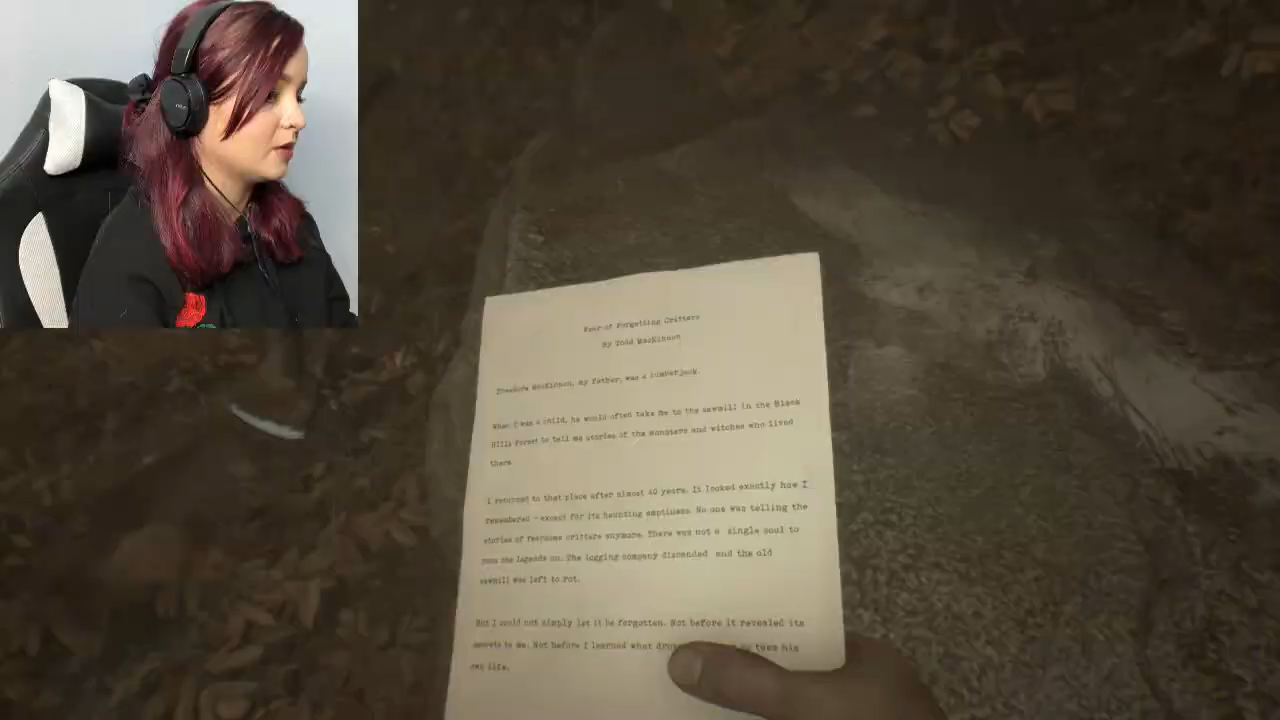 Fear of Forgetting Critters
By Todd MacKinnon
Theodore MacKinnon, my father, was a lumberjack.
When I was a child, he would often take me to the sawmill in the Black
Hills Forest to tell me stories of the monsters and witches who lived
there
I returned to that place after almost 40 years. It looked exactly how I
remembered - except for its haunting emptiness. No one was telling the
stories of fearsome critters anymore. There was not a single soul to
pass the legends on. The logging company disbanded and the old
sawmill was left to rot.
But I could not simply let it be forgotten. Not before it revealed its
secrets to me. Not before I learned what take his
own life.